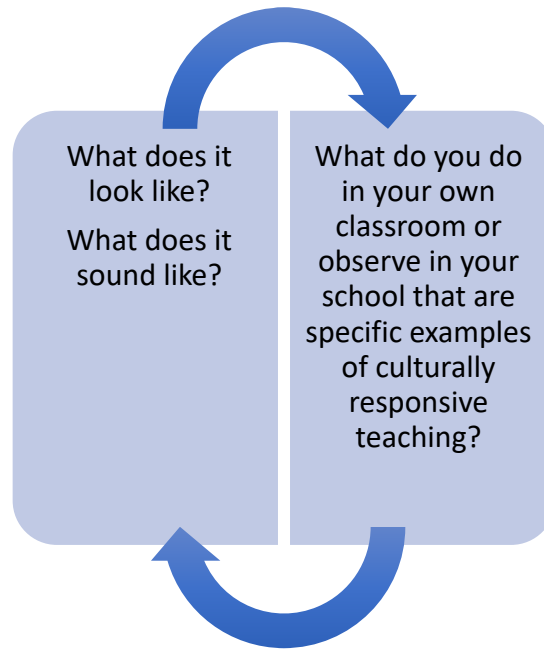 What does it
look like?
What does it
sound like?
What do you do
in your own
classroom or
observe in your
school that are
specific examples
of culturally
responsive
teaching?